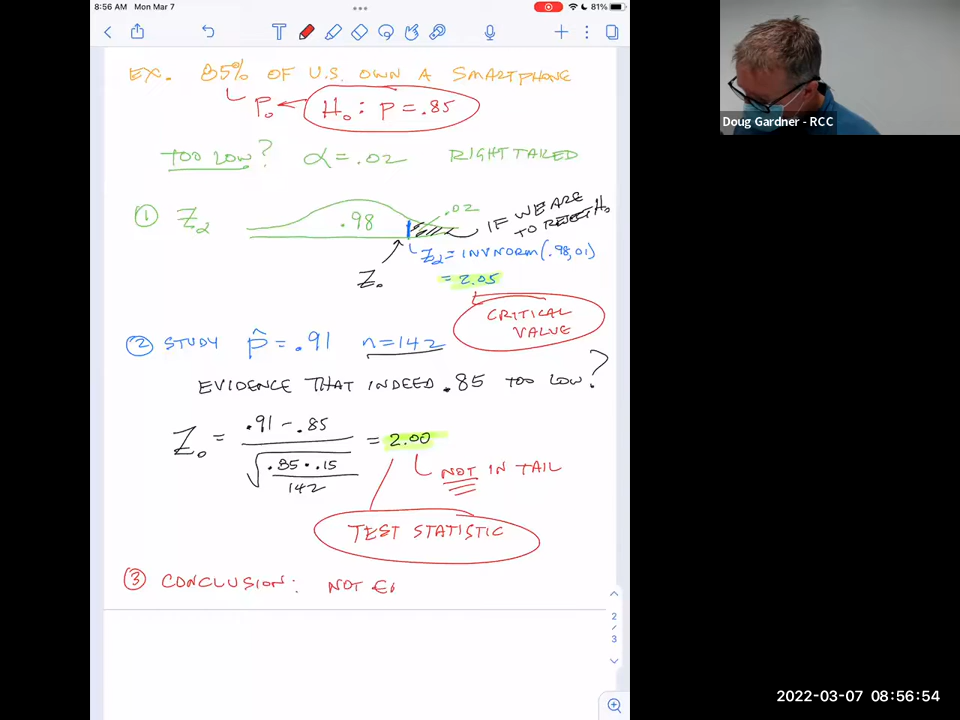 8:56 AM Mon Mar 7
81%
EX. 85% OF U.S. OWN A SMARTPHONE
P₀ ← H₀ : P = .85
TOO LOW? α = .02 RIGHT TAILED
① Z₂ .98 .02 IF WE ARE
TO REJECT H₀
Z₂ = INVNORM(.98,0,1)
Z₀ = 2.05
CRITICAL
VALUE
② STUDY p̂ = .91 n = 142
EVIDENCE THAT INDEED .85 TOO LOW?
Z₀ = .91 - .85 / √(.85 · .15 / 142) = 2.00
NOT IN TAIL
TEST STATISTIC
③ CONCLUSION: NOT
2
/
3
Doug Gardner - RCC
2022-03-07 08:56:54